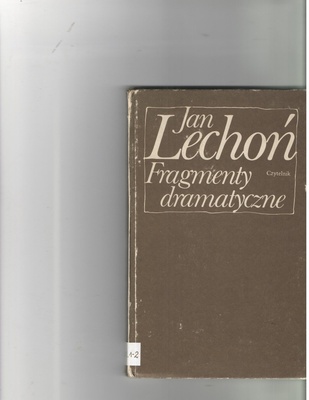 Jan
Lechoń
Fragmenty Czytelnik
dramatyczne